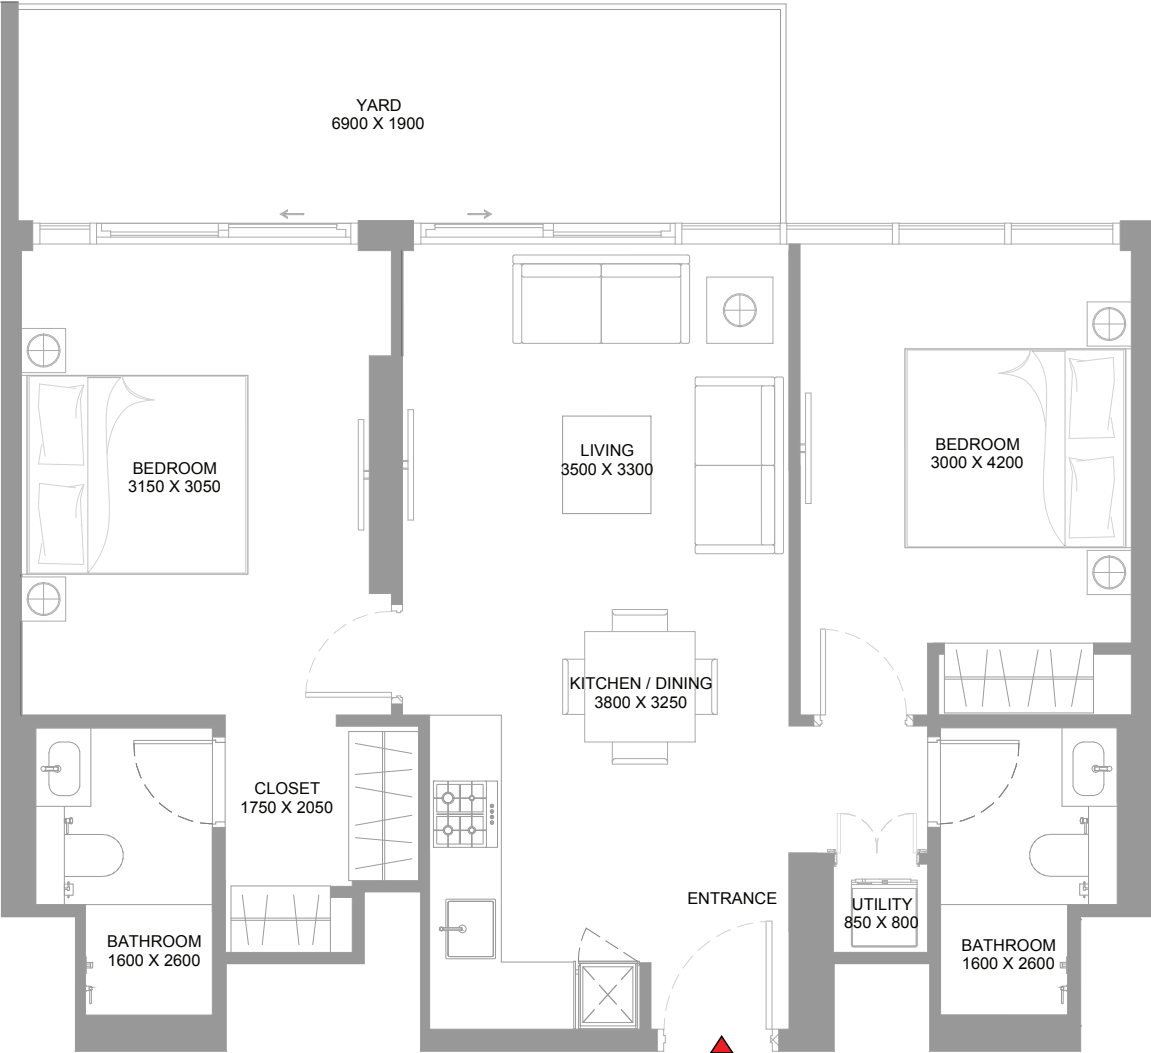 YARD
6900 X 1900
BEDROOM
3150 X 3050
LIVING
3500 X 3300
BEDROOM
3000 X 4200
KITCHEN / DINING
3800 X 3250
CLOSET
1750 X 2050
ENTRANCE
UTILITY
850 X 800
BATHROOM
1600 X 2600
BATHROOM
1600 X 2600